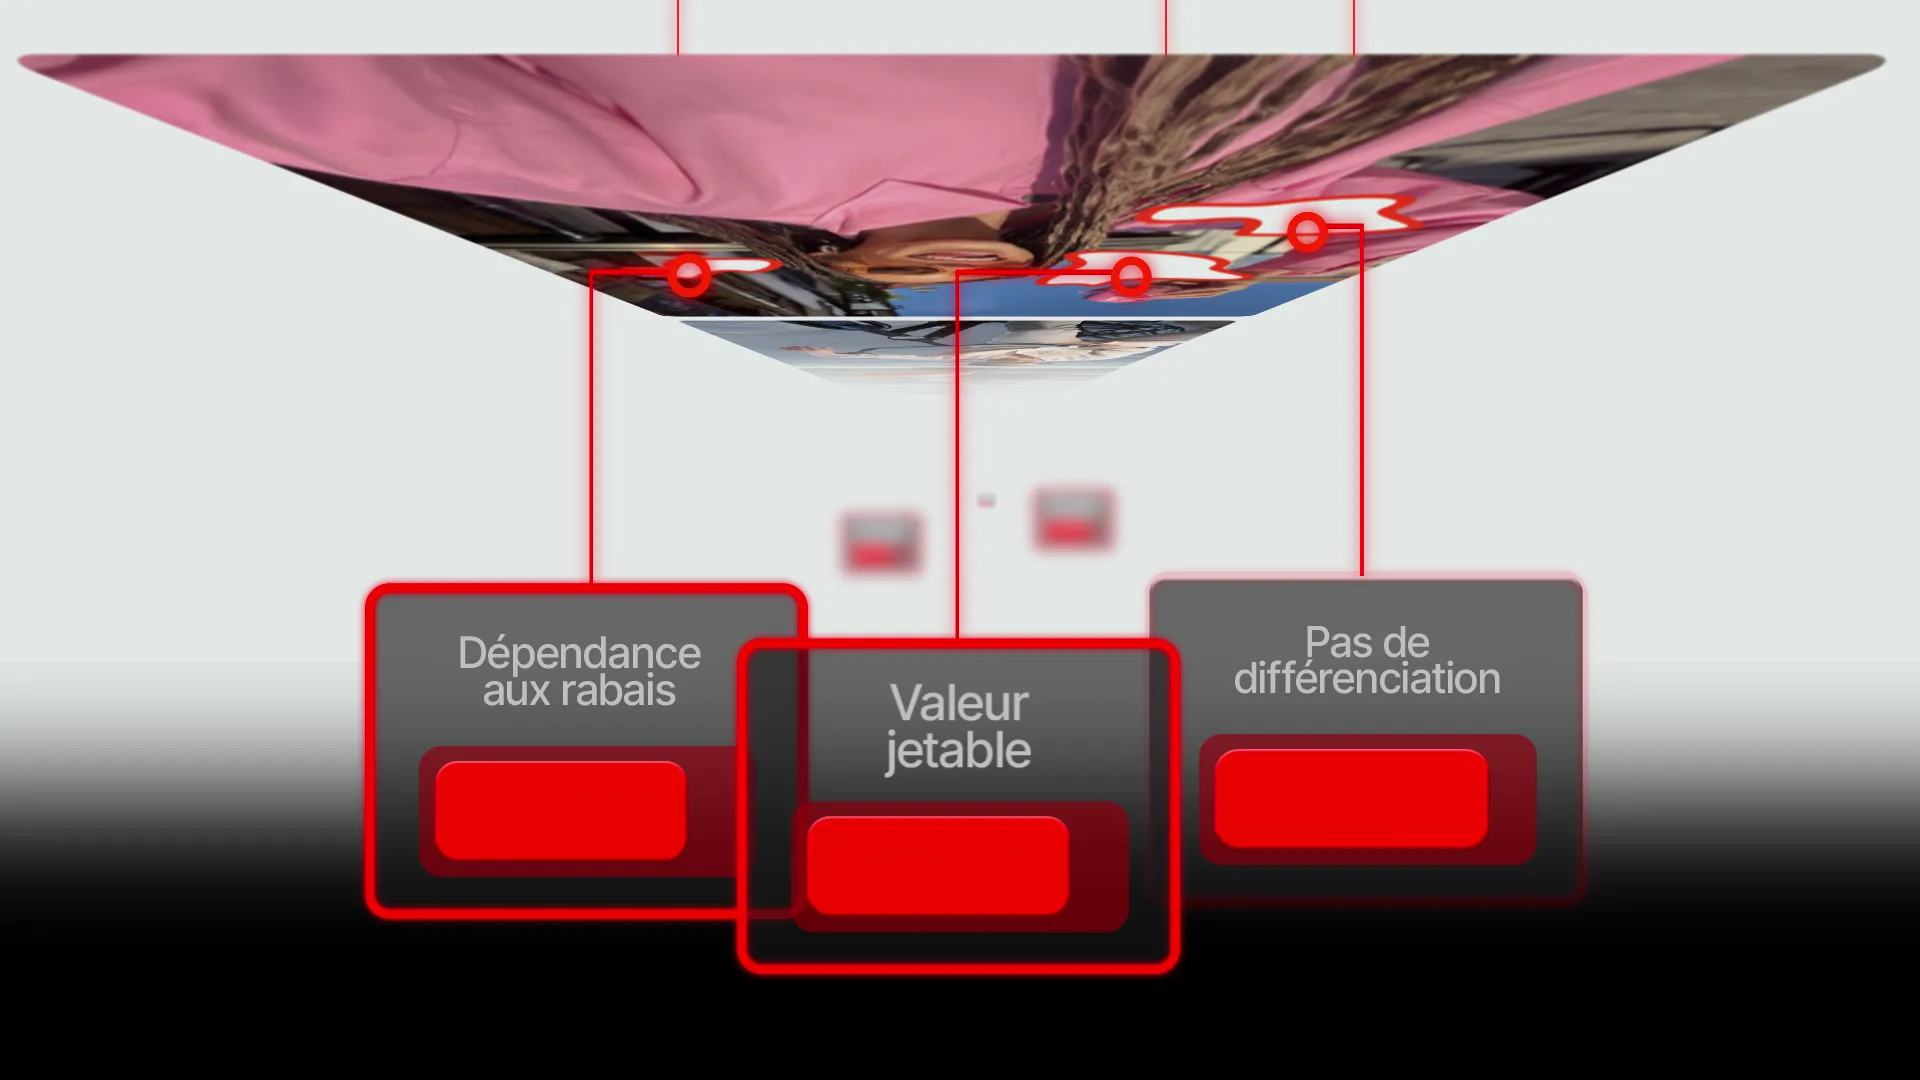 Dépendance
aux rabais
Valeur
jetable
Pas de
différenciation